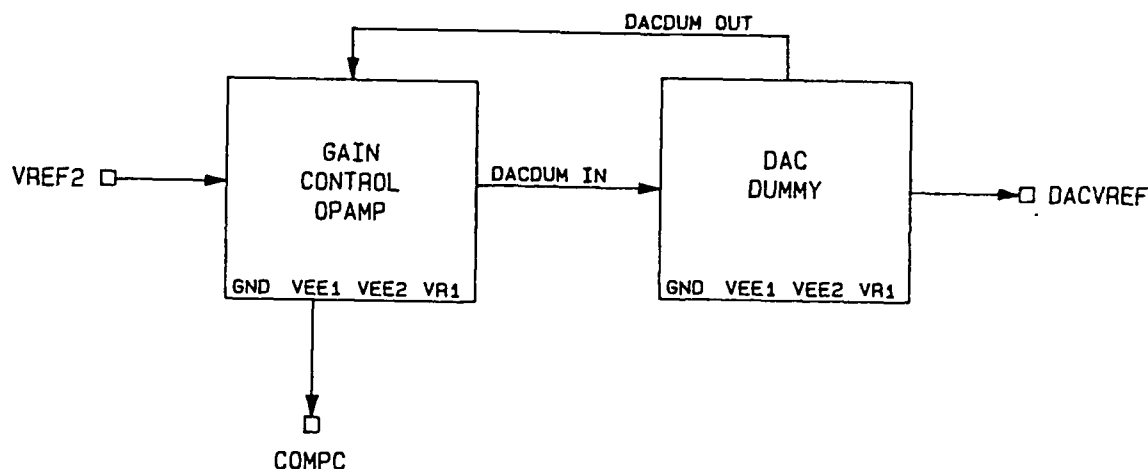 DACDUM OUT
GAIN
CONTROL
OPAMP
DAC
DUMMY
VREF2
DACDUM IN
DACVREF
GND VEE1 VEE2 VR1
GND VEE1 VEE2 VR1
COMPC